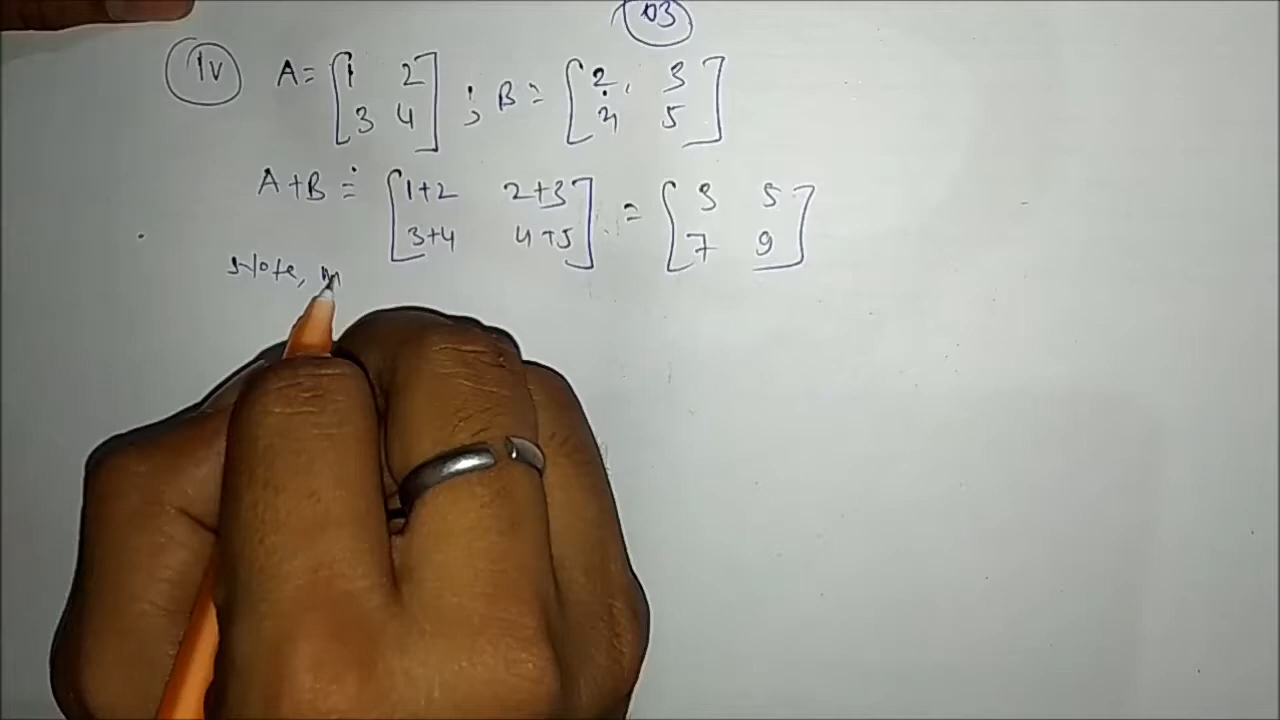 03
iv A = [1 2 ; B = [2, 3
3 4] 4 5]
A+B = [1+2 2+3 = [3 5
3+4 4+5] 7 9]
Note, m